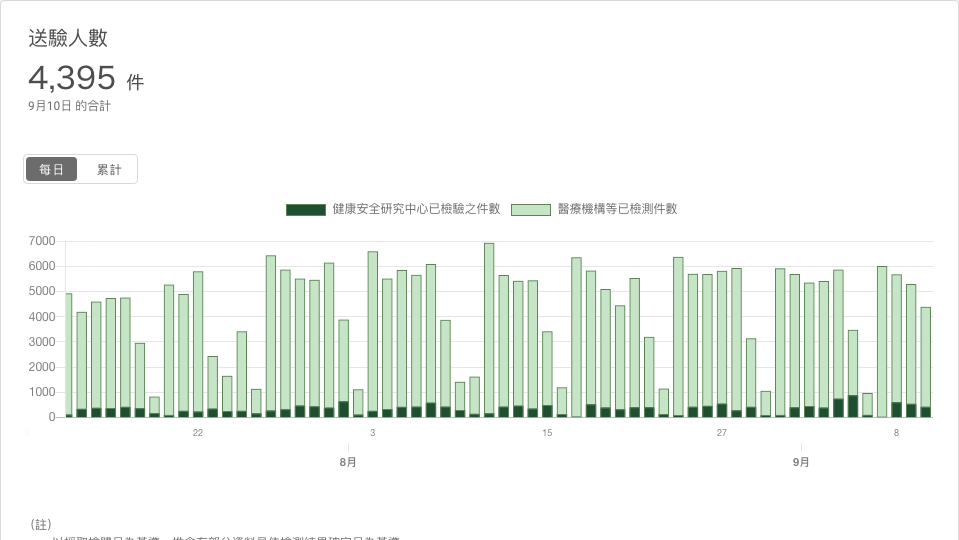 送驗人數
4,395 件
9月10日 的合計
每日 累計
健康安全研究中心已檢驗之件數 醫療機構等已檢測件數
7000
6000
5000
4000
3000
2000
1000
0
22 3 15 27 8
8月 9月
（註）